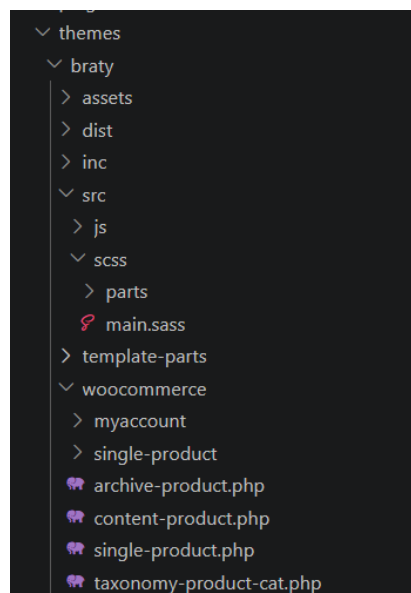 themes
braty
assets
dist
inc
src
js
scss
parts
main.sass
template-parts
woocommerce
myaccount
single-product
archive-product.php
content-product.php
single-product.php
taxonomy-product-cat.php